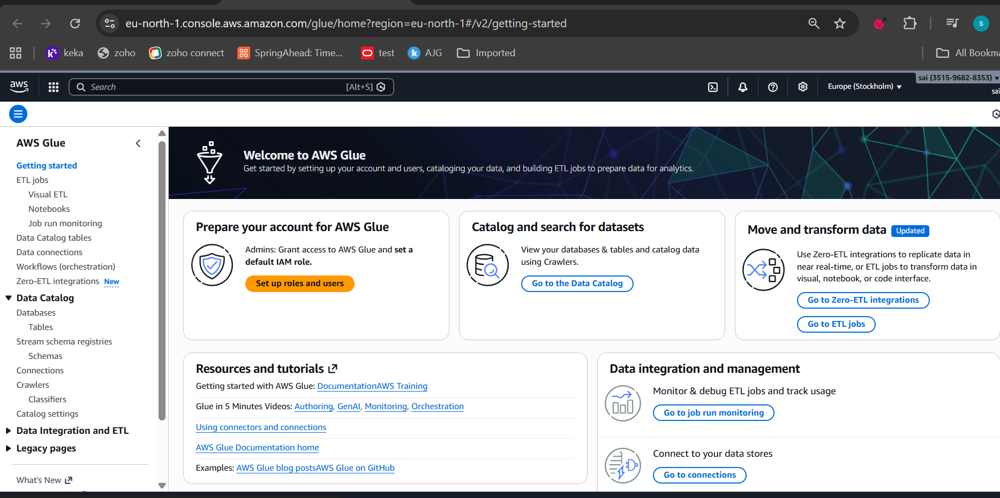 eu-north-1.console.aws.amazon.com/glue/home?region=eu-north-1#/v2/getting-started
S
keka
zoho
zoho connect
SpringAhead: Time...
test
AJG
Imported
All Bookma
aws
Search
[Alt+S]
Europe (Stockholm)
sai (3515-9682-8353)
sai
AWS Glue
Getting started
ETL jobs
Visual ETL
Notebooks
Job run monitoring
Data Catalog tables
Data connections
Workflows (orchestration)
Zero-ETL integrations New
Data Catalog
Databases
Tables
Stream schema registries
Schemas
Connections
Crawlers
Classifiers
Catalog settings
Data Integration and ETL
Legacy pages
What's New
Welcome to AWS Glue
Get started by setting up your account and users, cataloging your data, and building ETL jobs to prepare data for analytics.
Prepare your account for AWS Glue
Admins: Grant access to AWS Glue and set a
default IAM role.
Set up roles and users
Catalog and search for datasets
View your databases & tables and catalog data
using Crawlers.
Go to the Data Catalog
Move and transform data Updated
Use Zero-ETL integrations to replicate data in
near real-time, or ETL jobs to transform data in
visual, notebook, or code interface.
Go to Zero-ETL integrations
Go to ETL jobs
Resources and tutorials
Getting started with AWS Glue: DocumentationAWS Training
Glue in 5 Minutes Videos: Authoring, GenAI, Monitoring, Orchestration
Using connectors and connections
AWS Glue Documentation home
Examples: AWS Glue blog postsAWS Glue on GitHub
Data integration and management
Monitor & debug ETL jobs and track usage
Go to job run monitoring
Connect to your data stores
Go to connections